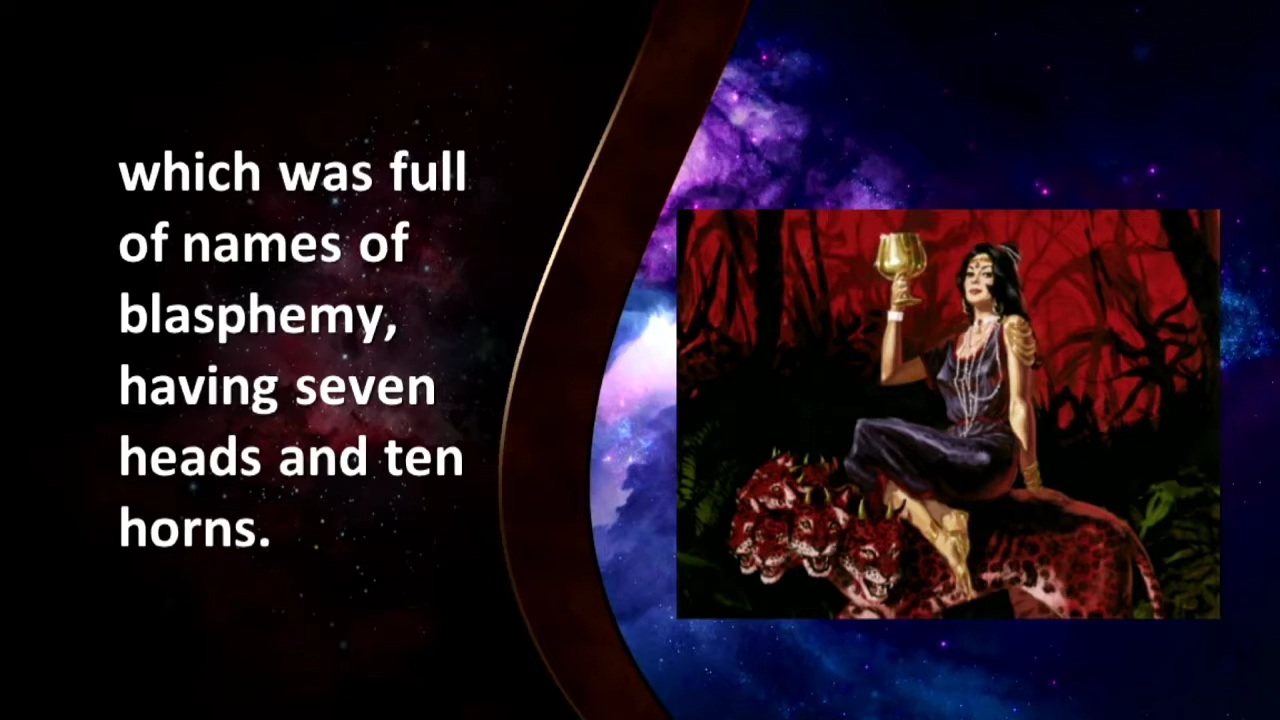 which was full
of names of
blasphemy,
having seven
heads and ten
horns.